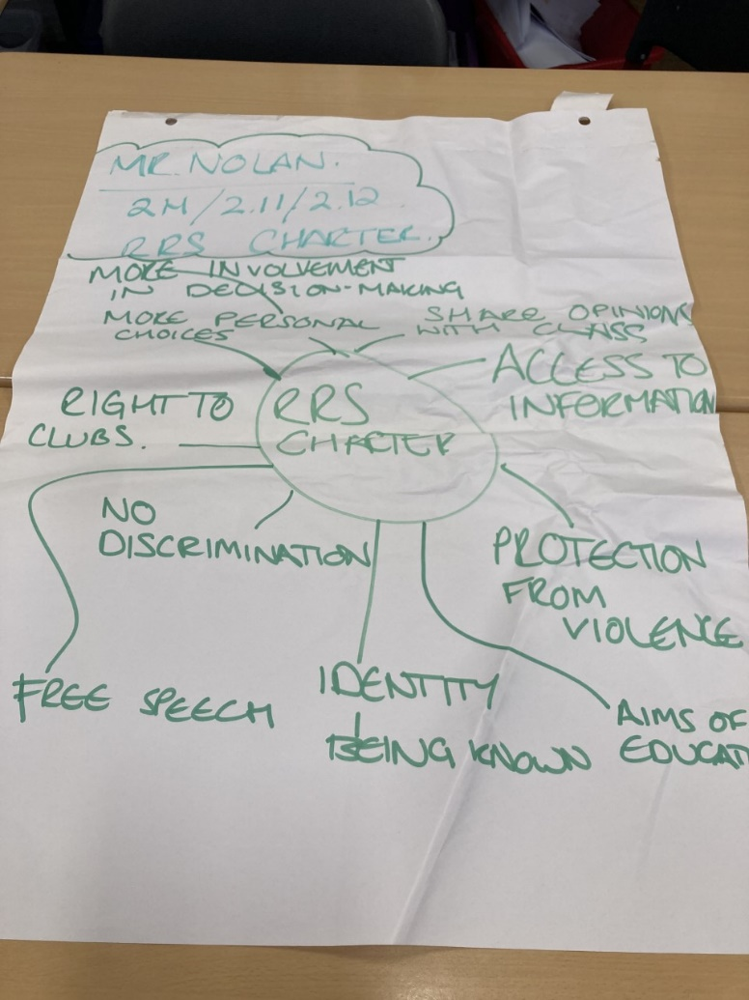 MR. NOLAN.
2M/2.11/2.12
RRS CHARTER.
MORE INVOLVEMENT
IN DECISION-MAKING
MORE PERSONAL
CHOICES
SHARE OPINIONS
WITH CLASS
ACCESS TO
INFORMATION
RIGHT TO
CLUBS.
RRS
CHARTER
NO
DISCRIMINATION
PROTECTION
FROM
VIOLENCE
FREE SPEECH
IDENTITY
BEING KNOWN
AIMS OF
EDUCAT